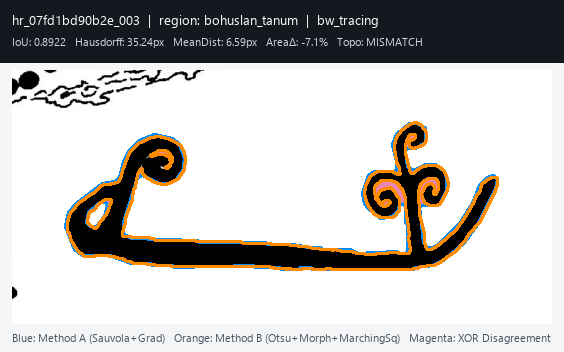 hr_07fd1bd90b2e_003 | region: bohuslan_tanum | bw_tracing
IoU: 0.8922 Hausdorff: 35.24px MeanDist: 6.59px AreaΔ: -7.1% Topo: MISMATCH
Blue: Method A (Sauvola+Grad) Orange: Method B (Otsu+Morph+MarchingSq) Magenta: XOR Disagreement